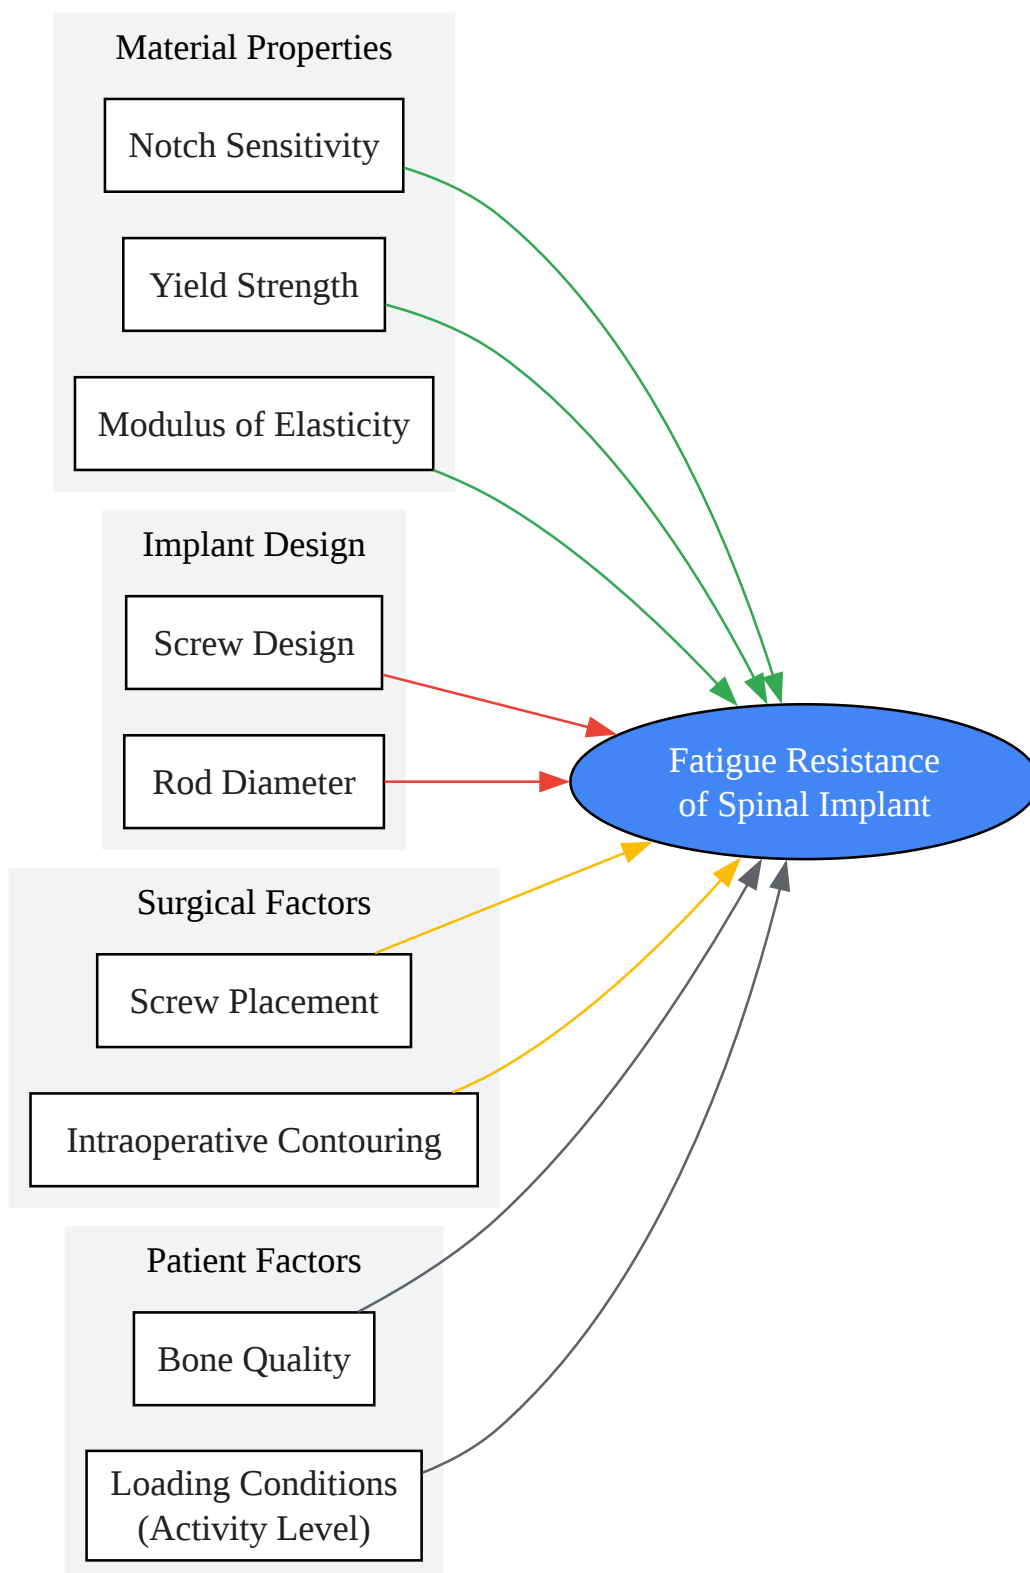 Material Properties
Notch Sensitivity
Yield Strength
Modulus of Elasticity
Implant Design
Screw Design
Rod Diameter
Fatigue Resistance
of Spinal Implant
Surgical Factors
Screw Placement
Intraoperative Contouring
Patient Factors
Bone Quality
Loading Conditions
(Activity Level)